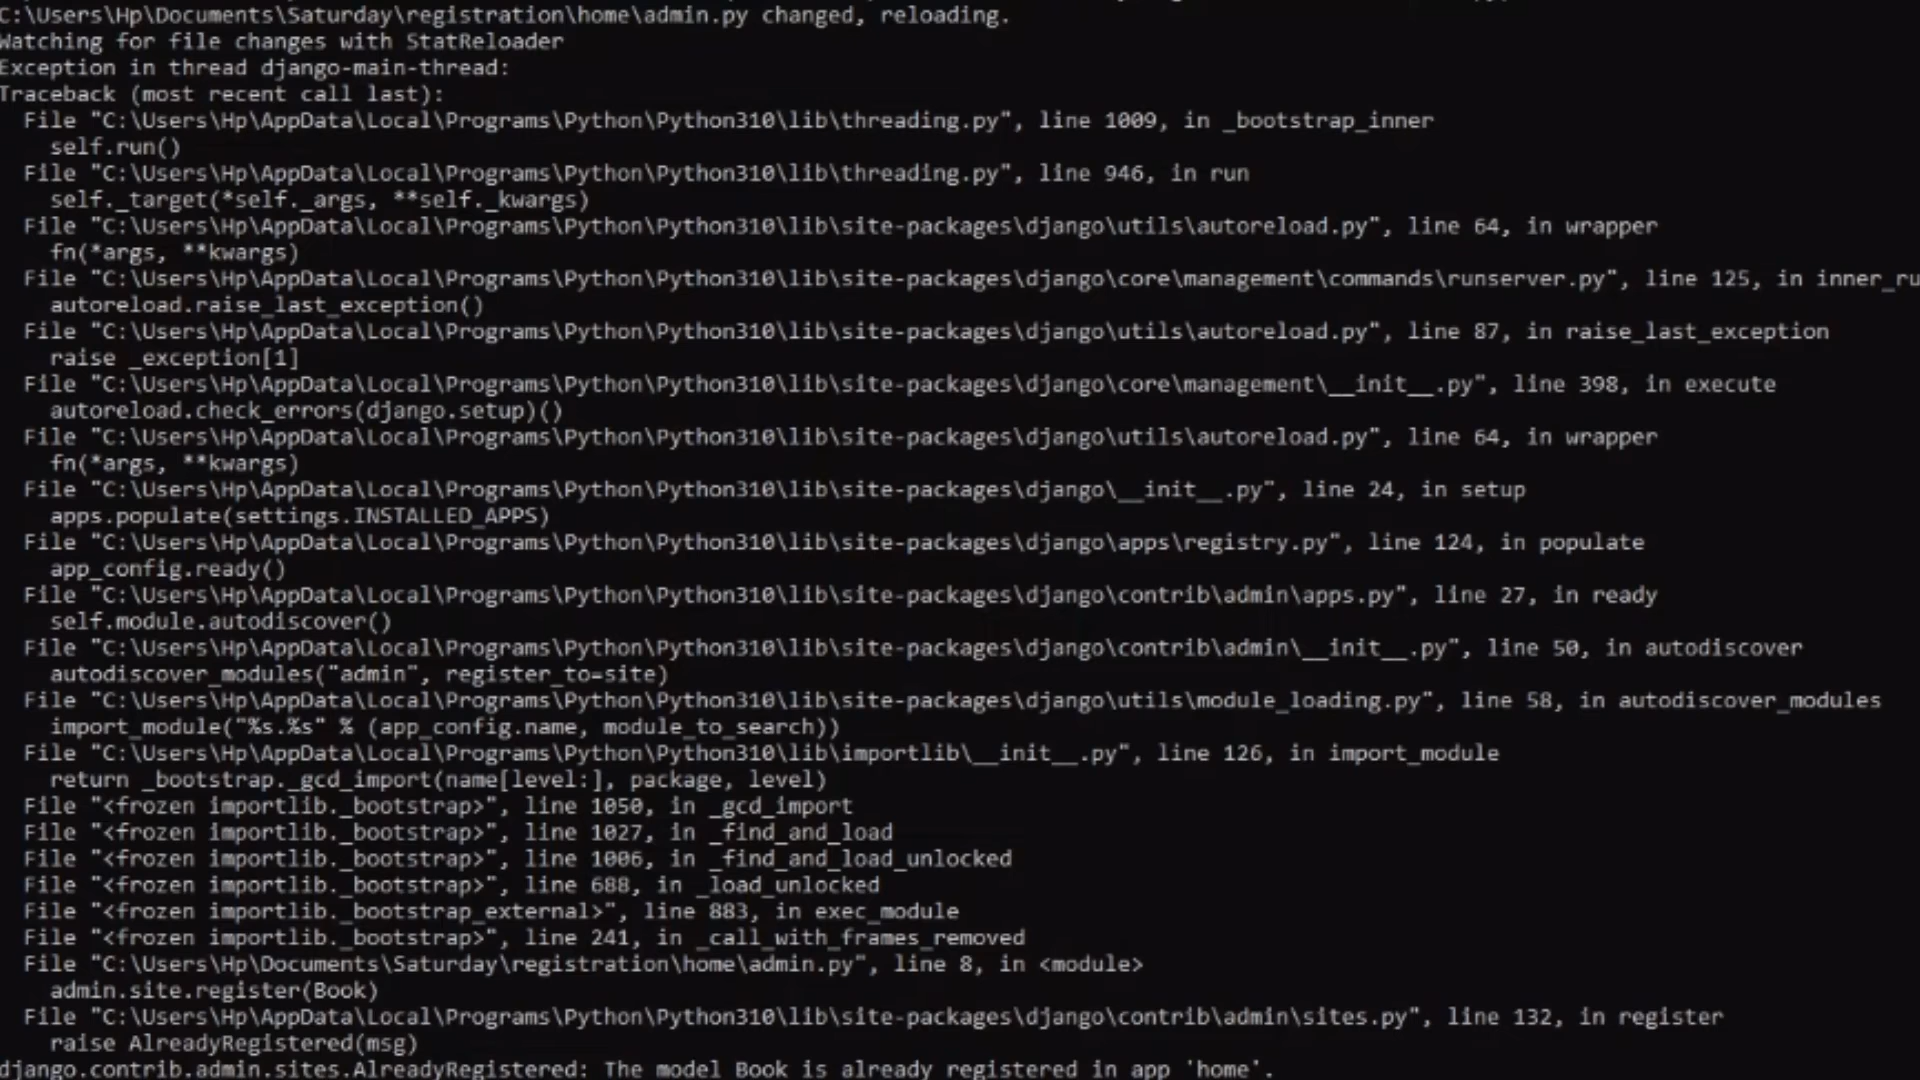 C:\Users\Hp\Documents\Saturday\registration\home\admin.py changed, reloading.
Watching for file changes with StatReloader
Exception in thread django-main-thread:
Traceback (most recent call last):
  File "C:\Users\Hp\AppData\Local\Programs\Python\Python310\lib\threading.py", line 1009, in _bootstrap_inner
    self.run()
  File "C:\Users\Hp\AppData\Local\Programs\Python\Python310\lib\threading.py", line 946, in run
    self._target(*self._args, **self._kwargs)
  File "C:\Users\Hp\AppData\Local\Programs\Python\Python310\lib\site-packages\django\utils\autoreload.py", line 64, in wrapper
    fn(*args, **kwargs)
  File "C:\Users\Hp\AppData\Local\Programs\Python\Python310\lib\site-packages\django\core\management\commands\runserver.py", line 125, in inner_ru
    autoreload.raise_last_exception()
  File "C:\Users\Hp\AppData\Local\Programs\Python\Python310\lib\site-packages\django\utils\autoreload.py", line 87, in raise_last_exception
    raise _exception[1]
  File "C:\Users\Hp\AppData\Local\Programs\Python\Python310\lib\site-packages\django\core\management\__init__.py", line 398, in execute
    autoreload.check_errors(django.setup)()
  File "C:\Users\Hp\AppData\Local\Programs\Python\Python310\lib\site-packages\django\utils\autoreload.py", line 64, in wrapper
    fn(*args, **kwargs)
  File "C:\Users\Hp\AppData\Local\Programs\Python\Python310\lib\site-packages\django\__init__.py", line 24, in setup
    apps.populate(settings.INSTALLED_APPS)
  File "C:\Users\Hp\AppData\Local\Programs\Python\Python310\lib\site-packages\django\apps\registry.py", line 124, in populate
    app_config.ready()
  File "C:\Users\Hp\AppData\Local\Programs\Python\Python310\lib\site-packages\django\contrib\admin\apps.py", line 27, in ready
    self.module.autodiscover()
  File "C:\Users\Hp\AppData\Local\Programs\Python\Python310\lib\site-packages\django\contrib\admin\__init__.py", line 50, in autodiscover
    autodiscover_modules("admin", register_to=site)
  File "C:\Users\Hp\AppData\Local\Programs\Python\Python310\lib\site-packages\django\utils\module_loading.py", line 58, in autodiscover_modules
    import_module("%s.%s" % (app_config.name, module_to_search))
  File "C:\Users\Hp\AppData\Local\Programs\Python\Python310\lib\importlib\__init__.py", line 126, in import_module
    return _bootstrap._gcd_import(name[level:], package, level)
  File "<frozen importlib._bootstrap>", line 1050, in _gcd_import
  File "<frozen importlib._bootstrap>", line 1027, in _find_and_load
  File "<frozen importlib._bootstrap>", line 1006, in _find_and_load_unlocked
  File "<frozen importlib._bootstrap>", line 688, in _load_unlocked
  File "<frozen importlib._bootstrap_external>", line 883, in exec_module
  File "<frozen importlib._bootstrap>", line 241, in _call_with_frames_removed
  File "C:\Users\Hp\Documents\Saturday\registration\home\admin.py", line 8, in <module>
    admin.site.register(Book)
  File "C:\Users\Hp\AppData\Local\Programs\Python\Python310\lib\site-packages\django\contrib\admin\sites.py", line 132, in register
    raise AlreadyRegistered(msg)
django.contrib.admin.sites.AlreadyRegistered: The model Book is already registered in app 'home'.